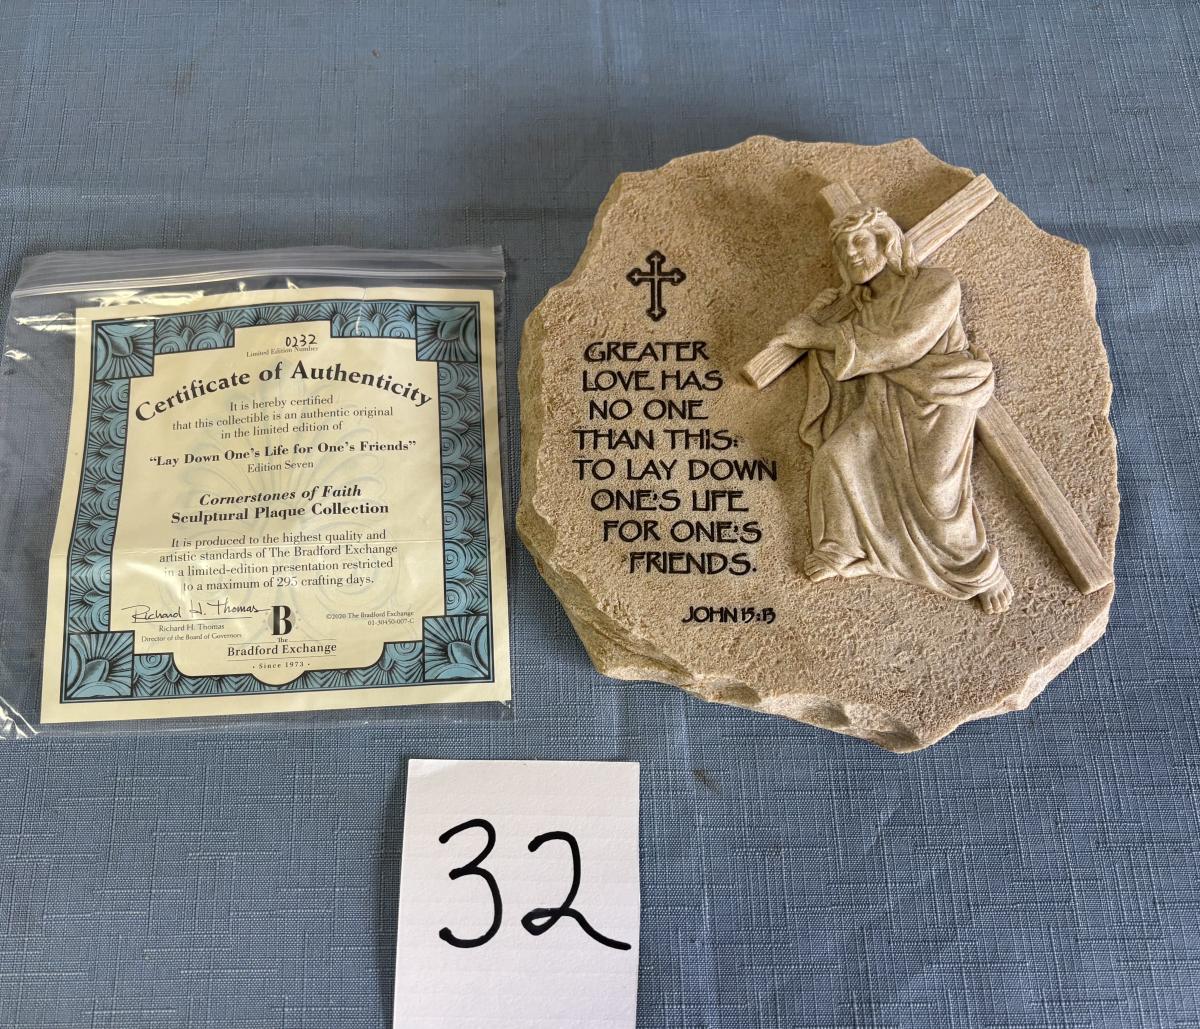 0232
Limited Edition Number
Certificate of Authenticity
It is hereby certified
that this collectible is an authentic original
in the limited edition of
"Lay Down One's Life for One's Friends"
Edition Seven
Cornerstones of Faith
Sculptural Plaque Collection
It is produced to the highest quality and
artistic standards of The Bradford Exchange
in a limited-edition presentation restricted
to a maximum of 295 crafting days.
Richard H. Thomas
Richard H. Thomas
Director of the Board of Governors
B
The
Bradford Exchange
· Since 1973 ·
©2020 The Bradford Exchange
01-30450-007-C
GREATER
LOVE HAS
NO ONE
THAN THIS:
TO LAY DOWN
ONE'S LIFE
FOR ONE'S
FRIENDS.
JOHN 15:13
32